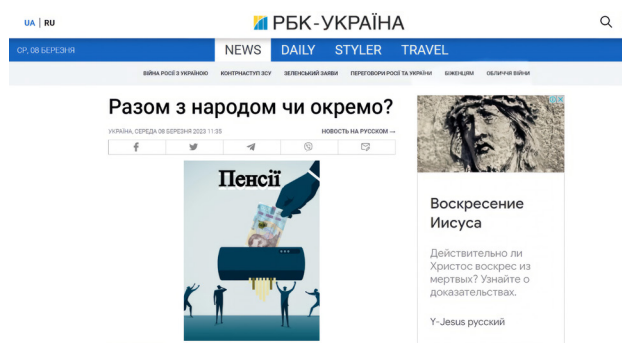 UA | RU
РБК-УКРАЇНА
СР, 08 БЕРЕЗНЯ
NEWS DAILY STYLER TRAVEL
ВІЙНА РОСІЇ З УКРАЇНОЮ КОНТРНАСТУП ЗСУ ЗЕЛЕНСЬКИЙ ЗАЯВИ ПЕРЕГОВОРИ РОСІЇ ТА УКРАЇНИ БІЖЕНЦЯМ ОБЛИЧЧЯ ВІЙНИ
Разом з народом чи окремо?
УКРАЇНА, СЕРЕДА 08 БЕРЕЗНЯ 2023 11:35
НОВОСТЬ НА РУССКОМ
Пенсії
Воскресение
Иисуса
Действительно ли
Христос воскрес из
мертвых? Узнайте о
доказательствах.
Y-Jesus русский